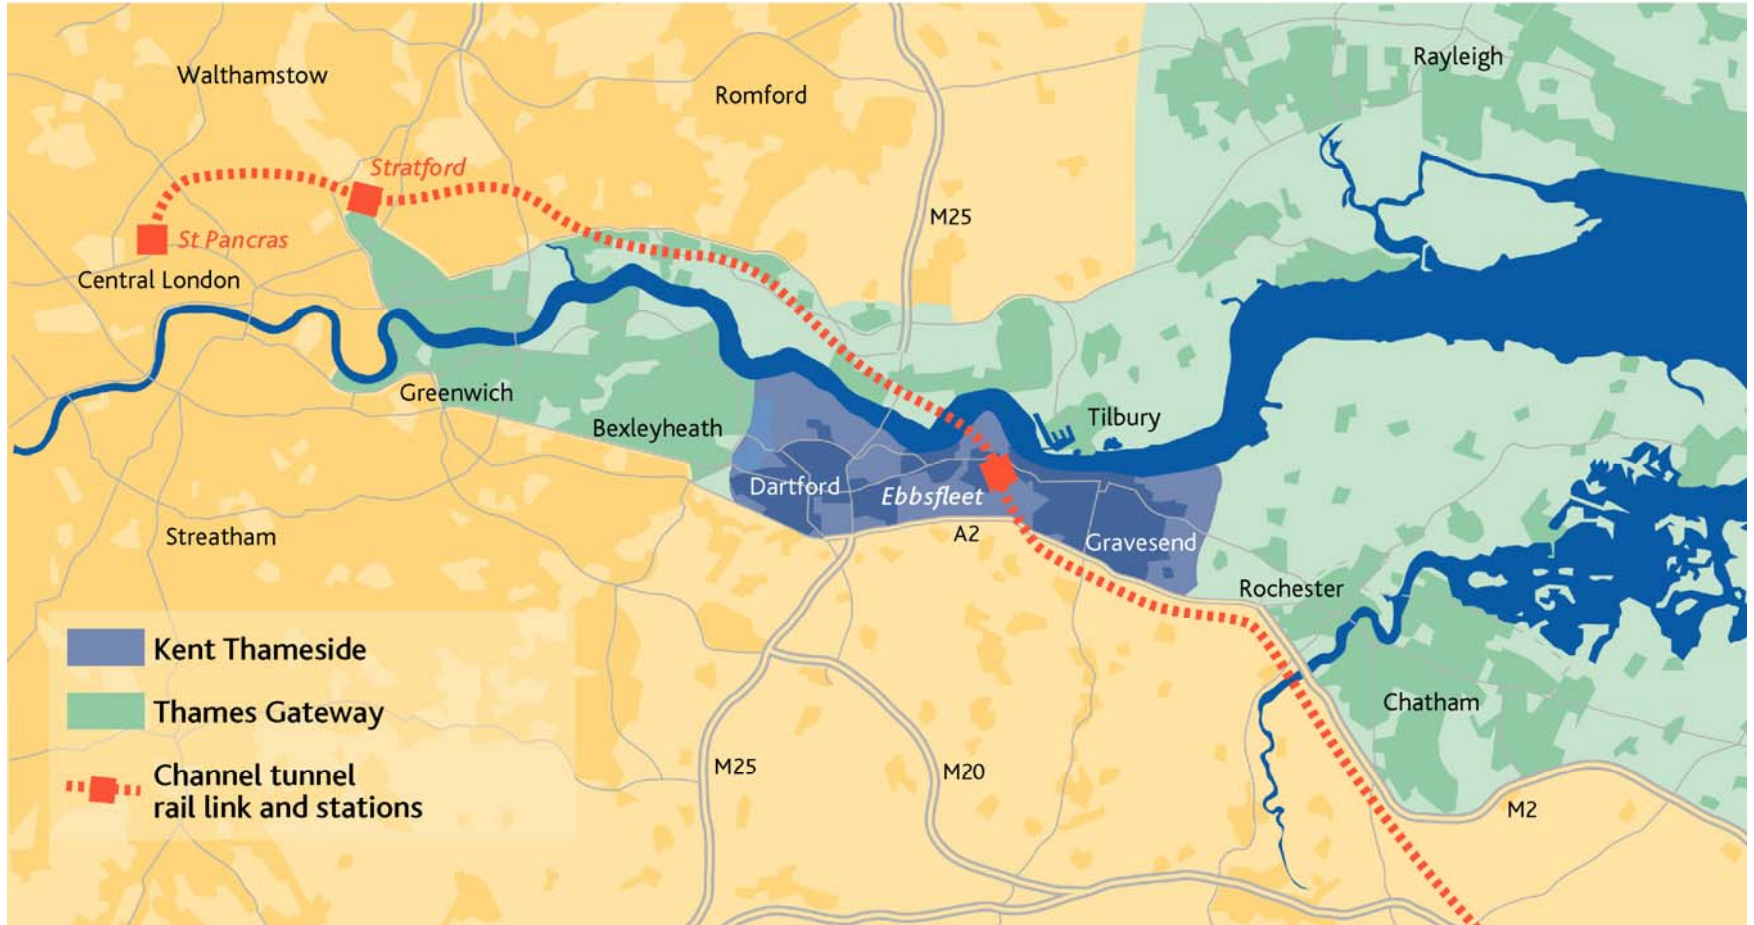 Walthamstow
Romford
Rayleigh
Stratford
M25
St Pancras
Central London
Greenwich
Bexleyheath
Tilbury
Dartford
Ebbsfleet
A2
Gravesend
Streatham
Rochester
Kent Thameside
Thames Gateway
Channel tunnel
rail link and stations
Chatham
M25
M20
M2